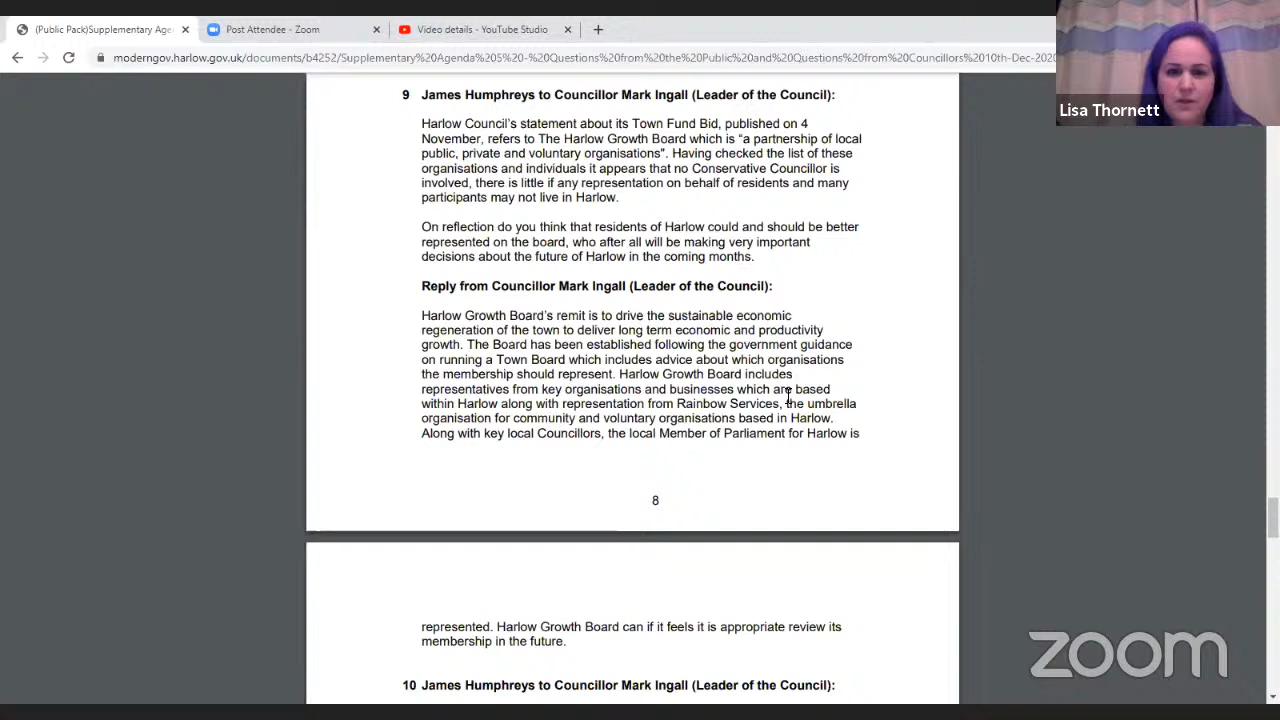 (Public Pack)Supplementary Age
Post Attendee - Zoom
Video details - YouTube Studio
moderngov.harlow.gov.uk/documents/b4252/Supplementary%20Agenda%205%20-%20Questions%20from%20the%20Public%20and%20Questions%20from%20Councillors%2010th-Dec-2020
Lisa Thornett
9 James Humphreys to Councillor Mark Ingall (Leader of the Council):
Harlow Council's statement about its Town Fund Bid, published on 4
November, refers to The Harlow Growth Board which is "a partnership of local
public, private and voluntary organisations". Having checked the list of these
organisations and individuals it appears that no Conservative Councillor is
involved, there is little if any representation on behalf of residents and many
participants may not live in Harlow.
On reflection do you think that residents of Harlow could and should be better
represented on the board, who after all will be making very important
decisions about the future of Harlow in the coming months.
Reply from Councillor Mark Ingall (Leader of the Council):
Harlow Growth Board's remit is to drive the sustainable economic
regeneration of the town to deliver long term economic and productivity
growth. The Board has been established following the government guidance
on running a Town Board which includes advice about which organisations
the membership should represent. Harlow Growth Board includes
representatives from key organisations and businesses which are based
within Harlow along with representation from Rainbow Services, the umbrella
organisation for community and voluntary organisations based in Harlow.
Along with key local Councillors, the local Member of Parliament for Harlow is
8
represented. Harlow Growth Board can if it feels it is appropriate review its
membership in the future.
10 James Humphreys to Councillor Mark Ingall (Leader of the Council):
zoom